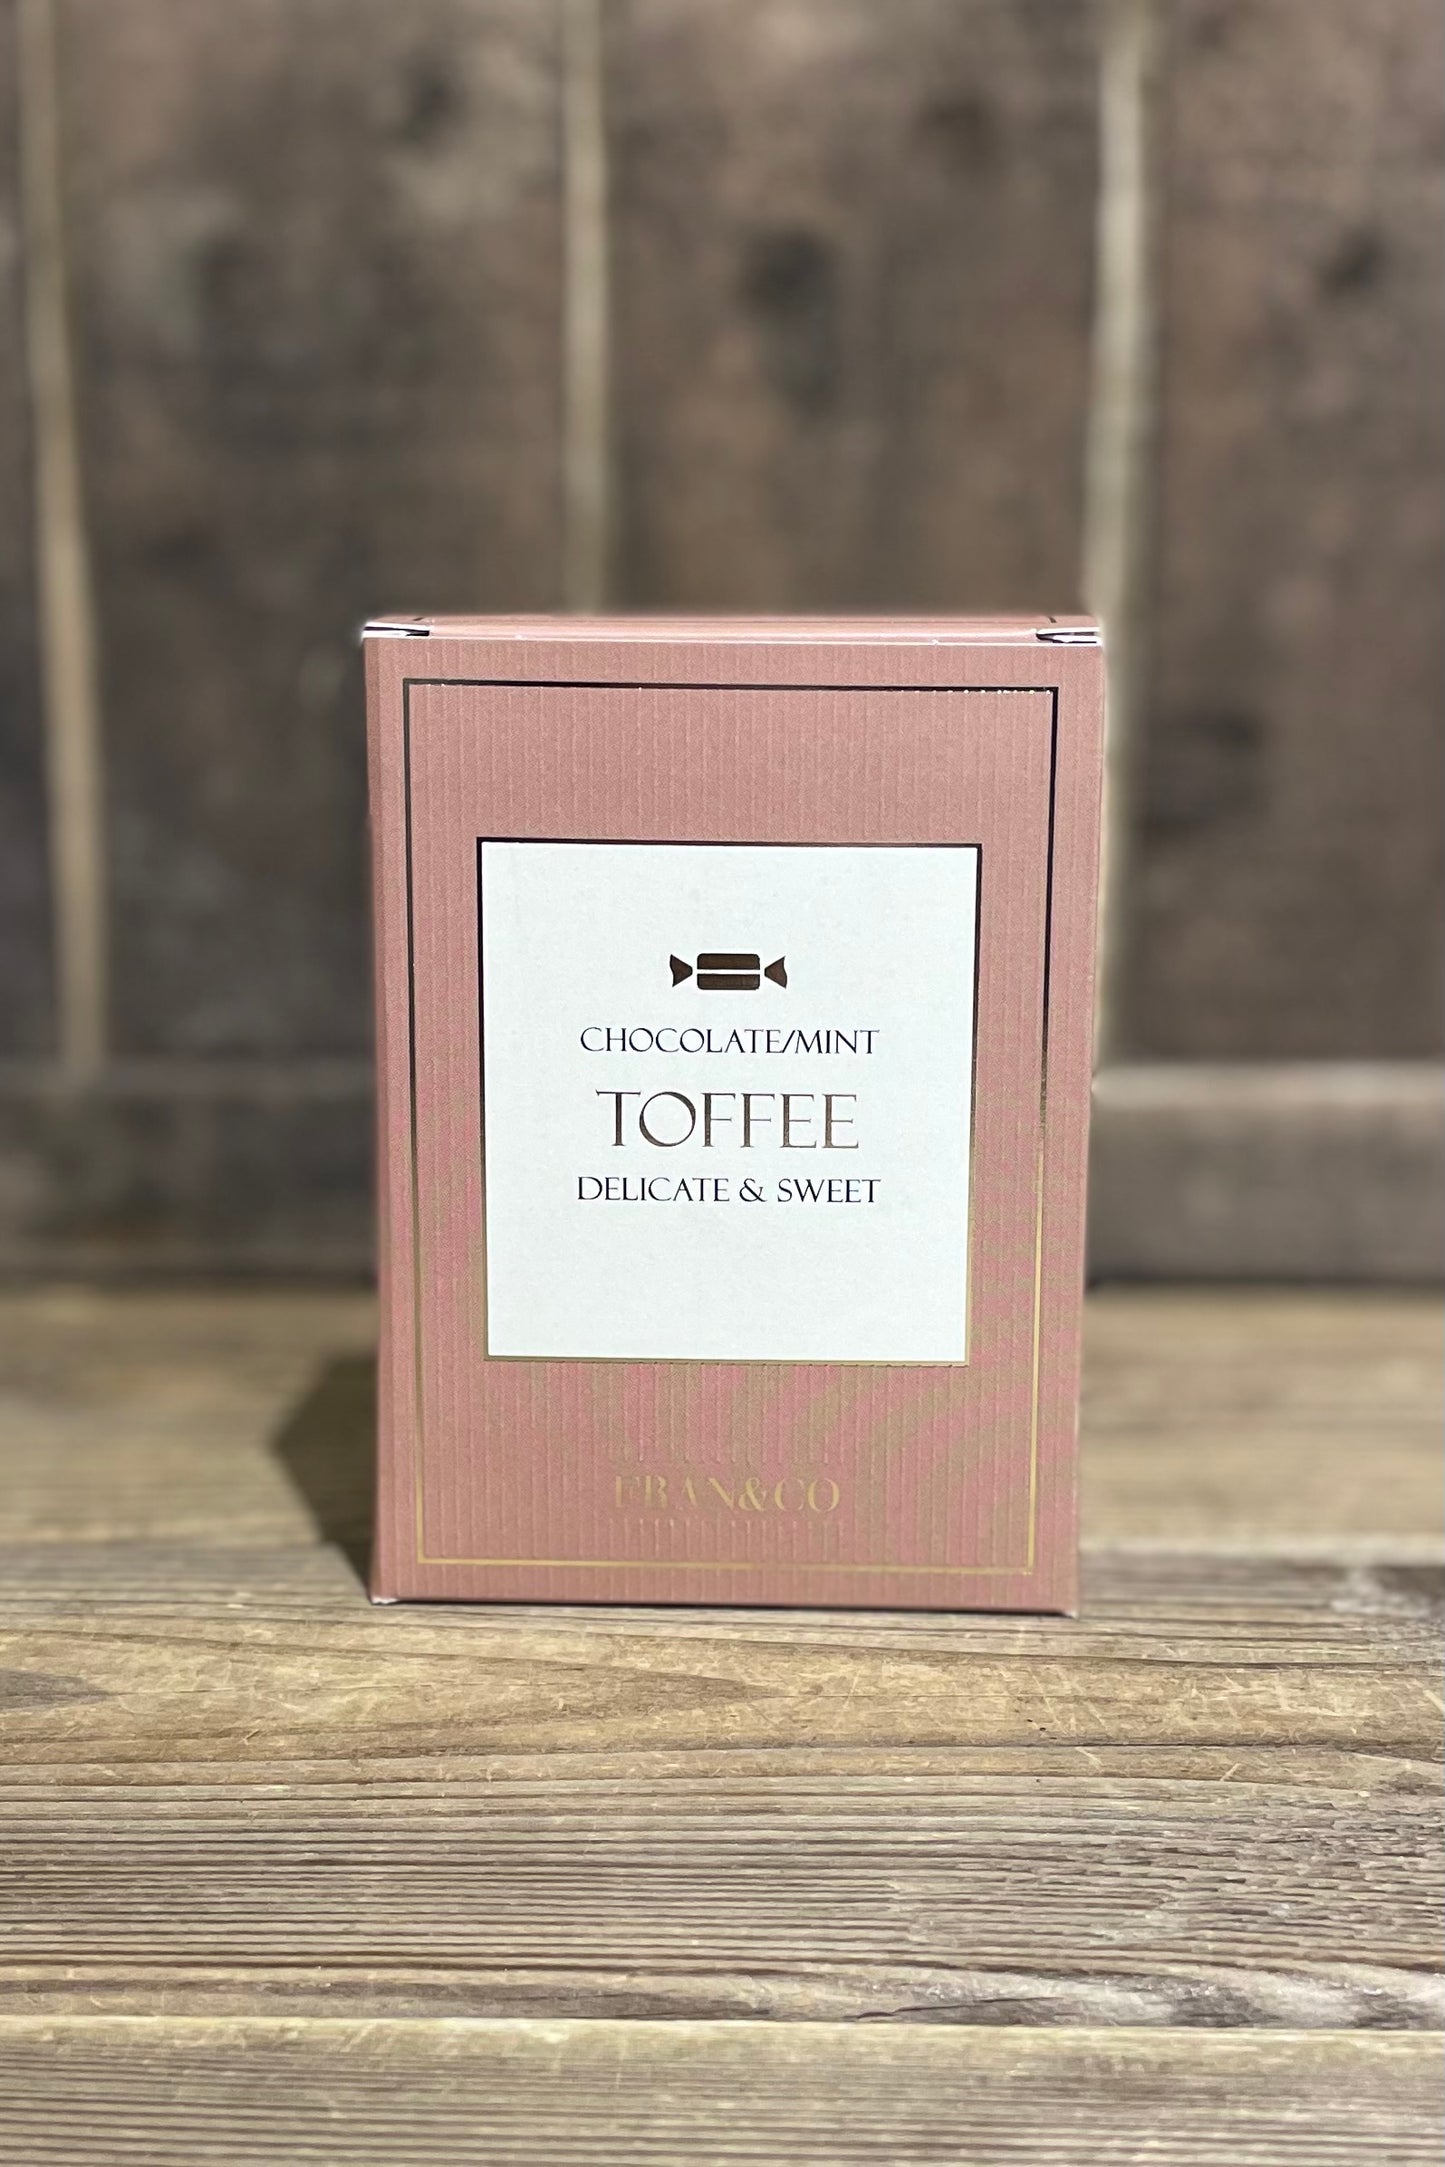 CHOCOLATE/MINT
TOFFEE
DELICATE & SWEET
FRAN&CO